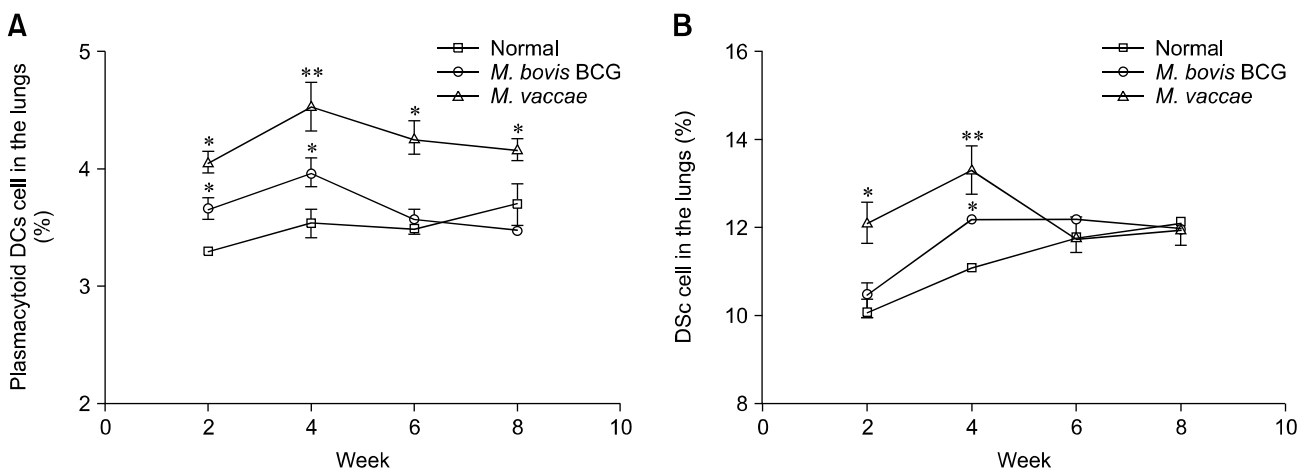 A
Plasmacytoid DCs cell in the lungs
(%)
5
4
3
2
0
2
4
6
8
10
Week
Normal
M. bovis BCG
M. vaccae
*
*
**
*
*
*
B
DSc cell in the lungs (%)
16
14
12
10
8
0
2
4
6
8
10
Week
Normal
M. bovis BCG
M. vaccae
*
**
*